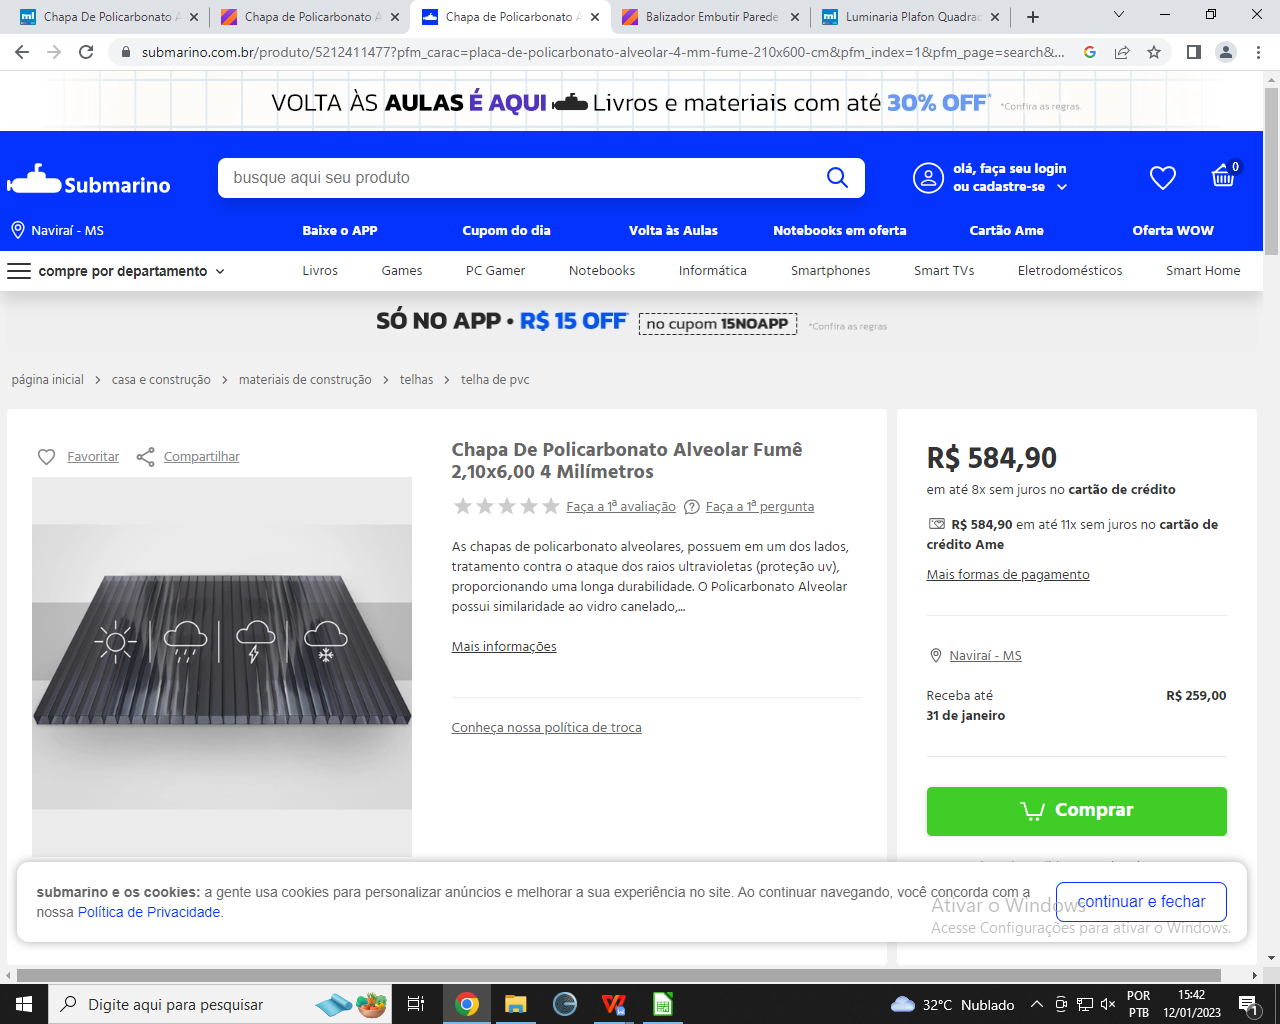 Chapa De Policarbonato A
Chapa de Policarbonato A
Chapa de Policarbonato A
Balizador Embutir Parede
Luminaria Plafon Quadrac
submarino.com.br/produto/5212411477?pfm_carac=placa-de-policarbonato-alveolar-4-mm-fume-210x600-cm&pfm_index=1&pfm_page=search&...
VOLTA ÀS AULAS É AQUI Livros e materiais com até 30% OFF* *Confira as regras.
Submarino
busque aqui seu produto
olá, faça seu login
ou cadastre-se
0
Naviraí - MS
Baixe o APP
Cupom do dia
Volta às Aulas
Notebooks em oferta
Cartão Ame
Oferta WOW
compre por departamento
Livros
Games
PC Gamer
Notebooks
Informática
Smartphones
Smart TVs
Eletrodomésticos
Smart Home
SÓ NO APP • R$ 15 OFF* no cupom 15NOAPP *Confira as regras
página inicial > casa e construção > materiais de construção > telhas > telha de pvc
Favoritar
Compartilhar
Chapa De Policarbonato Alveolar Fumê
2,10x6,00 4 Milímetros
Faça a 1ª avaliação
Faça a 1ª pergunta
As chapas de policarbonato alveolares, possuem em um dos lados,
tratamento contra o ataque dos raios ultravioletas (proteção uv),
proporcionando uma longa durabilidade. O Policarbonato Alveolar
possui similaridade ao vidro canelado,...
Mais informações
Conheça nossa política de troca
R$ 584,90
em até 8x sem juros no cartão de crédito
R$ 584,90 em até 11x sem juros no cartão de
crédito Ame
Mais formas de pagamento
Naviraí - MS
Receba até
31 de janeiro
R$ 259,00
Comprar
submarino e os cookies: a gente usa cookies para personalizar anúncios e melhorar a sua experiência no site. Ao continuar navegando, você concorda com a
nossa Política de Privacidade.
continuar e fechar
Ativar o Windows
Acesse Configurações para ativar o Windows.
Digite aqui para pesquisar
32°C Nublado
POR
PTB
15:42
12/01/2023
1